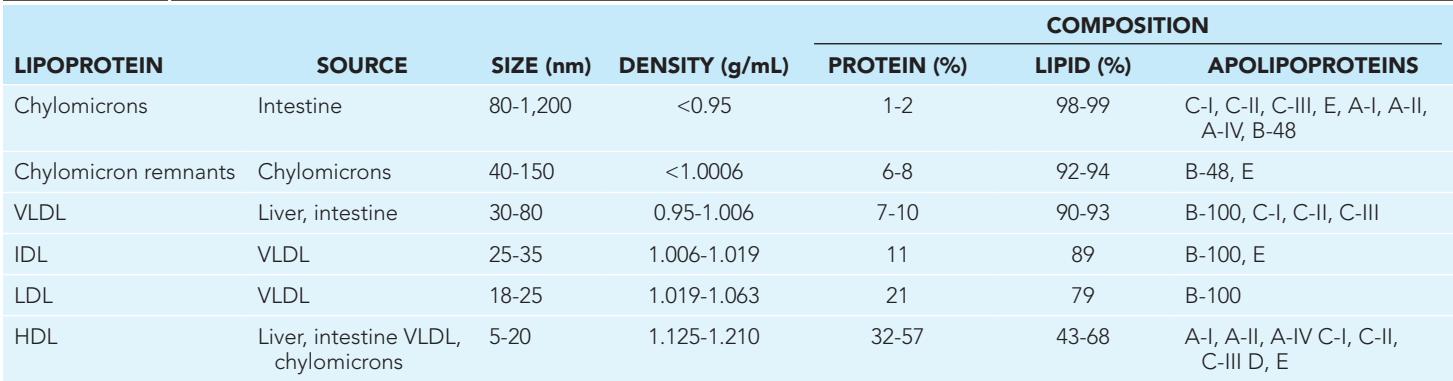 COMPOSITION
LIPOPROTEIN SOURCE SIZE (nm) DENSITY (g/mL) PROTEIN (%) LIPID (%) APOLIPOPROTEINS
Chylomicrons Intestine 80-1,200 <0.95 1-2 98-99 C-I, C-II, C-III, E, A-I, A-II,
A-IV, B-48
Chylomicron remnants Chylomicrons 40-150 <1.0006 6-8 92-94 B-48, E
VLDL Liver, intestine 30-80 0.95-1.006 7-10 90-93 B-100, C-I, C-II, C-III
IDL VLDL 25-35 1.006-1.019 11 89 B-100, E
LDL VLDL 18-25 1.019-1.063 21 79 B-100
HDL Liver, intestine VLDL, 5-20 1.125-1.210 32-57 43-68 A-I, A-II, A-IV C-I, C-II,
chylomicrons C-III D, E